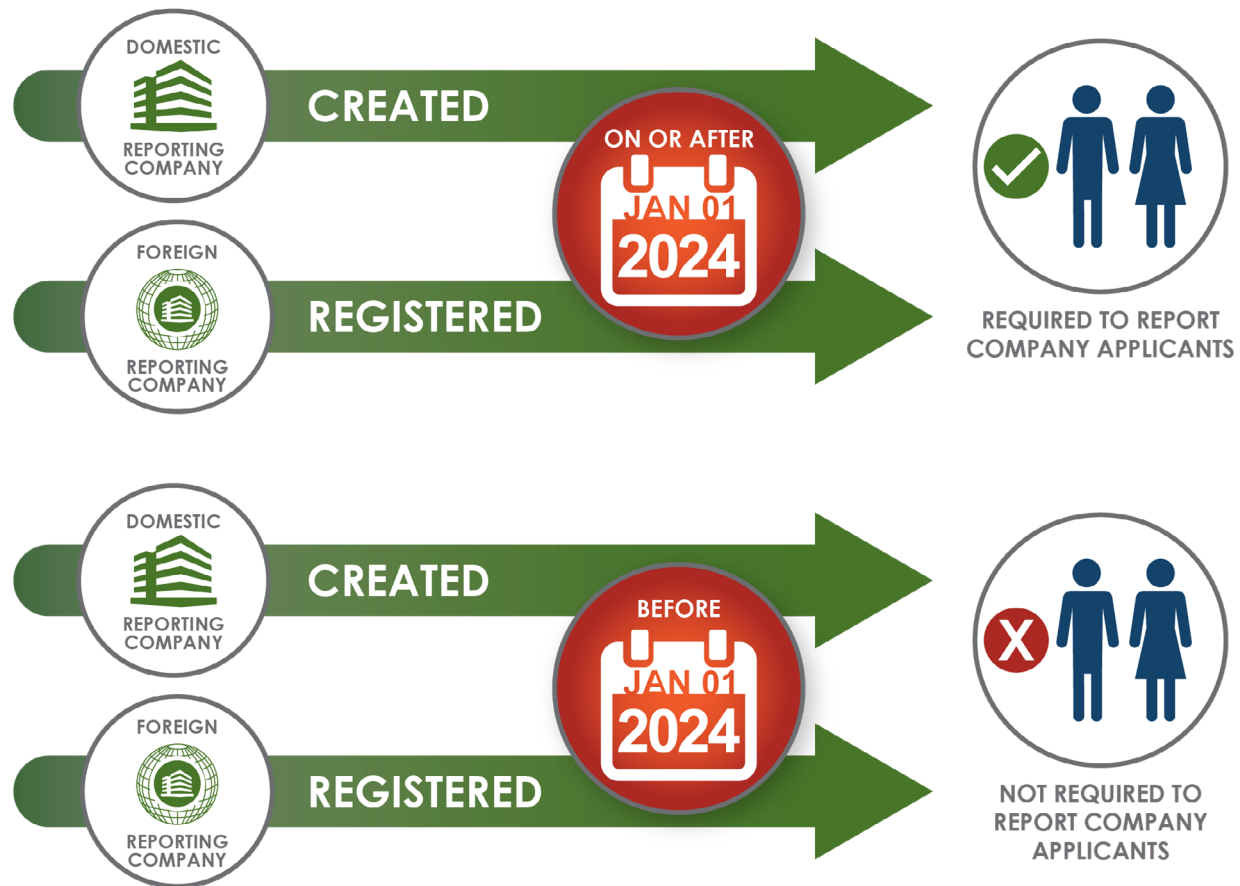 DOMESTIC
REPORTING
COMPANY
CREATED
ON OR AFTER
JAN 01
2024
FOREIGN
REPORTING
COMPANY
REGISTERED
REQUIRED TO REPORT
COMPANY APPLICANTS
DOMESTIC
REPORTING
COMPANY
CREATED
BEFORE
JAN 01
2024
FOREIGN
REPORTING
COMPANY
REGISTERED
X
NOT REQUIRED TO
REPORT COMPANY
APPLICANTS